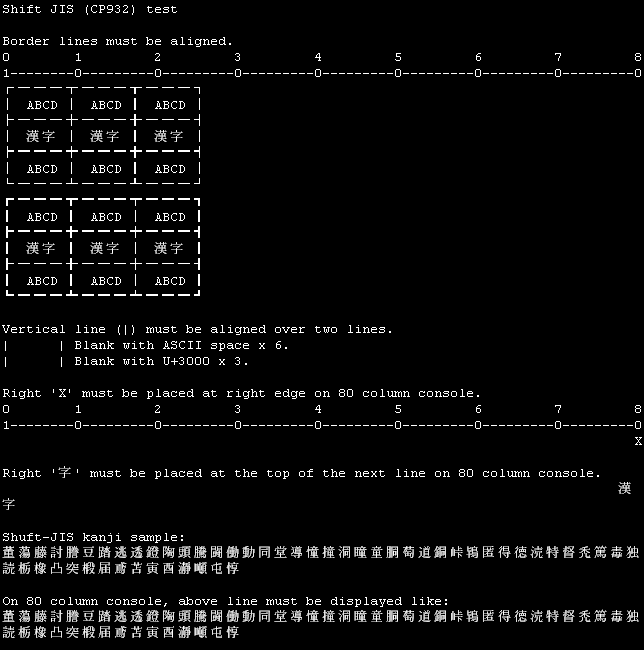 Shift JIS (CP932) test
Border lines must be aligned.
0        1         2         3         4         5         6         7         8
1--------0---------0---------0---------0---------0---------0---------0---------0
ABCD ABCD ABCD
漢字 漢字 漢字
ABCD ABCD ABCD
ABCD ABCD ABCD
漢字 漢字 漢字
ABCD ABCD ABCD
Vertical line (|) must be aligned over two lines.
|      | Blank with ASCII space x 6.
|      | Blank with U+3000 x 3.
Right 'X' must be placed at right edge on 80 column console.
0        1         2         3         4         5         6         7         8
1--------0---------0---------0---------0---------0---------0---------0---------0
X
Right '字' must be placed at the top of the next line on 80 column console.
漢
字
Shuft-JIS kanji sample:
董蕩藤討謄豆踏逃透鐙陶頭騰闘働動同堂導憧撞洞瞳童胴萄道銅峠鴇匿得徳涜特督禿篤毒独
読栃橡凸突椴届鳶苫寅酉瀞噸屯惇
On 80 column console, above line must be displayed like:
董蕩藤討謄豆踏逃透鐙陶頭騰闘働動同堂導憧撞洞瞳童胴萄道銅峠鴇匿得徳涜特督禿篤毒独
読栃橡凸突椴届鳶苫寅酉瀞噸屯惇